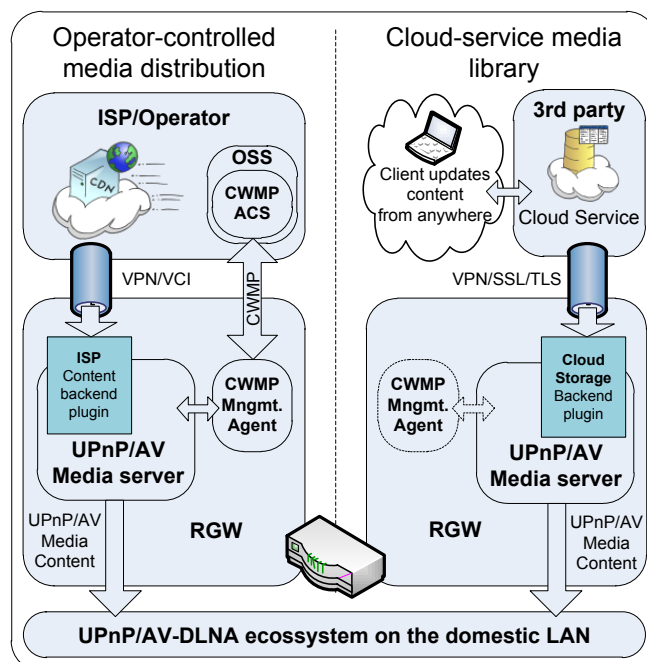 Operator-controlled
media distribution
Cloud-service media
library
ISP/Operator
CDN
OSS
CWMP
ACS
3rd party
Client updates
content
from anywhere
Cloud Service
VPN/VCI
CWMP
VPN/SSL/TLS
ISP
Content
backend
plugin
CWMP
Mngmt.
Agent
UPnP/AV
Media server
CWMP
Mngmt.
Agent
Cloud
Storage
Backend
plugin
UPnP/AV
Media server
UPnP/AV
Media
Content
RGW
RGW
UPnP/AV
Media
Content
UPnP/AV-DLNA ecossystem on the domestic LAN